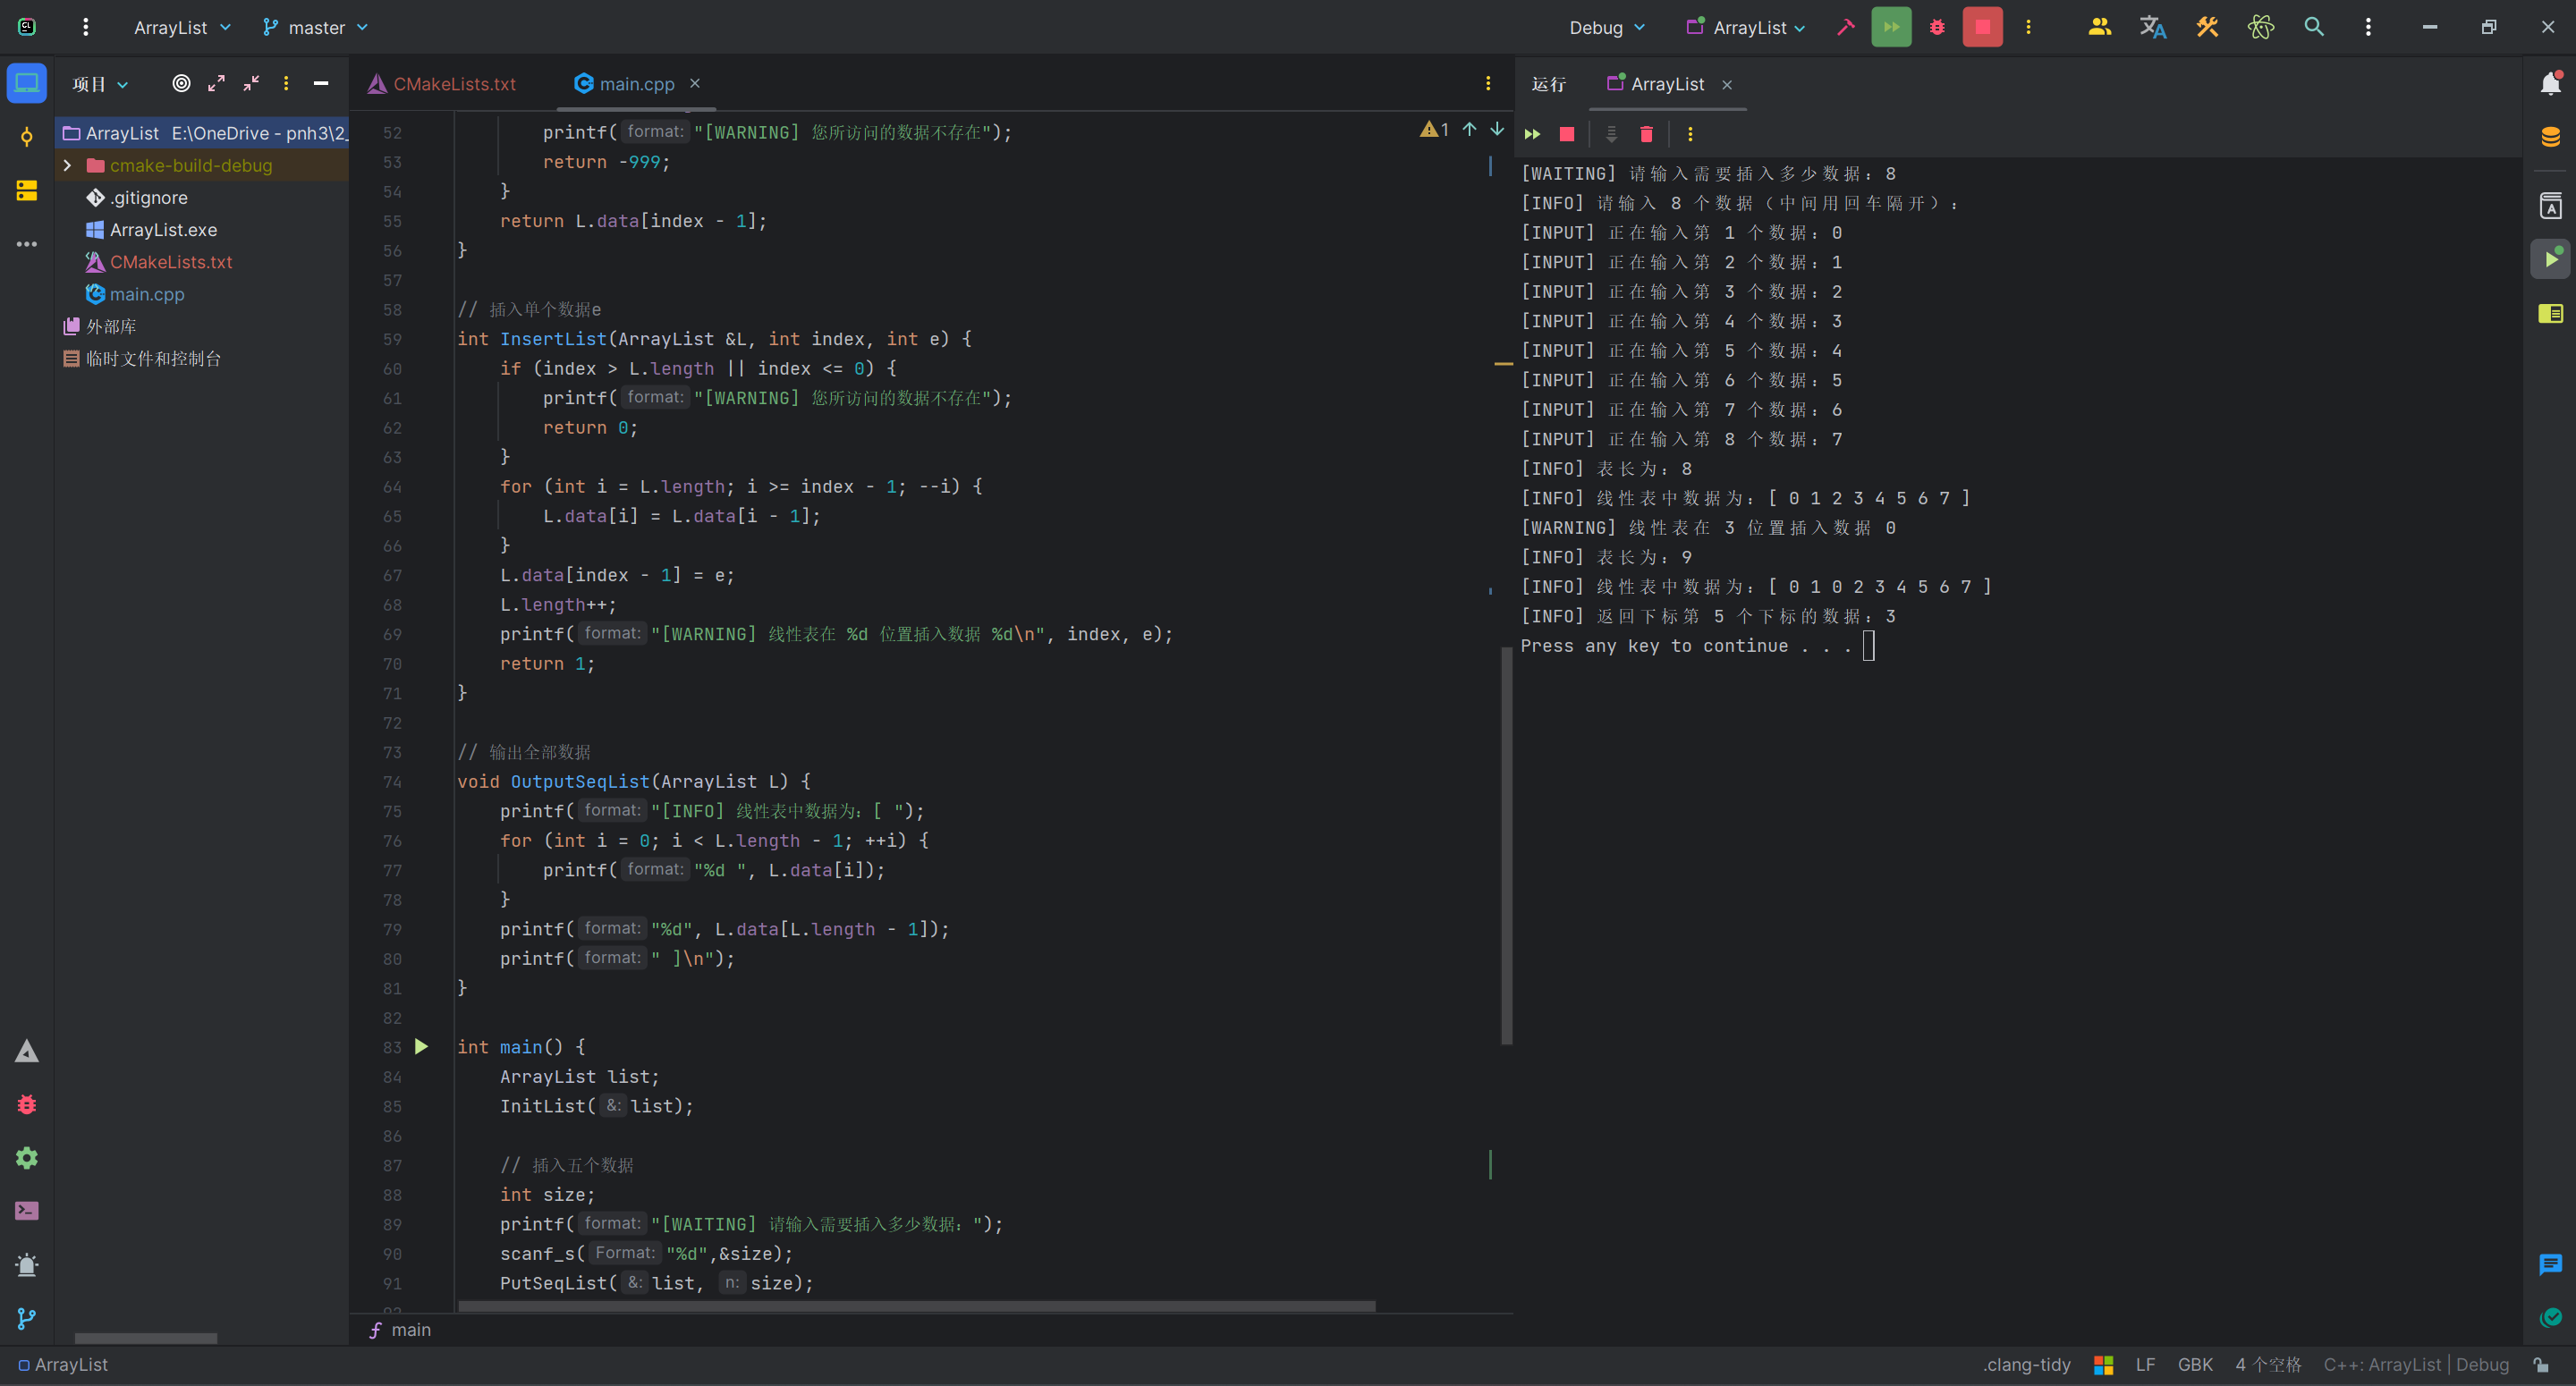 ArrayList master Debug ArrayList
项目
ArrayList E:\OneDrive - pnh3\2_
cmake-build-debug
.gitignore
ArrayList.exe
CMakeLists.txt
main.cpp
外部库
临时文件和控制台
CMakeLists.txt main.cpp
1
52 printf(format:"[WARNING] 您所访问的数据不存在");
53 return -999;
54 }
55 return L.data[index - 1];
56 }
57
58 // 插入单个数据e
59 int InsertList(ArrayList &L, int index, int e) {
60 if (index > L.length || index <= 0) {
61 printf(format:"[WARNING] 您所访问的数据不存在");
62 return 0;
63 }
64 for (int i = L.length; i >= index - 1; --i) {
65 L.data[i] = L.data[i - 1];
66 }
67 L.data[index - 1] = e;
68 L.length++;
69 printf(format:"[WARNING] 线性表在 %d 位置插入数据 %d\n", index, e);
70 return 1;
71 }
72
73 // 输出全部数据
74 void OutputSeqList(ArrayList L) {
75 printf(format:"[INFO] 线性表中数据为：[ ");
76 for (int i = 0; i < L.length - 1; ++i) {
77 printf(format:"%d ", L.data[i]);
78 }
79 printf(format:"%d", L.data[L.length - 1]);
80 printf(format:" ]\n");
81 }
82
83 int main() {
84 ArrayList list;
85 InitList(&:list);
86
87 // 插入五个数据
88 int size;
89 printf(format:"[WAITING] 请输入需要插入多少数据：");
90 scanf_s(Format:"%d",&size);
91 PutSeqList(&:list, n:size);
main
运行 ArrayList
[WAITING] 请输入需要插入多少数据：8
[INFO] 请输入 8 个数据（中间用回车隔开）：
[INPUT] 正在输入第 1 个数据：0
[INPUT] 正在输入第 2 个数据：1
[INPUT] 正在输入第 3 个数据：2
[INPUT] 正在输入第 4 个数据：3
[INPUT] 正在输入第 5 个数据：4
[INPUT] 正在输入第 6 个数据：5
[INPUT] 正在输入第 7 个数据：6
[INPUT] 正在输入第 8 个数据：7
[INFO] 表长为：8
[INFO] 线性表中数据为：[ 0 1 2 3 4 5 6 7 ]
[WARNING] 线性表在 3 位置插入数据 0
[INFO] 表长为：9
[INFO] 线性表中数据为：[ 0 1 0 2 3 4 5 6 7 ]
[INFO] 返回下标第 5 个下标的数据：3
Press any key to continue . . .
ArrayList .clang-tidy LF GBK 4 个空格 C++: ArrayList | Debug